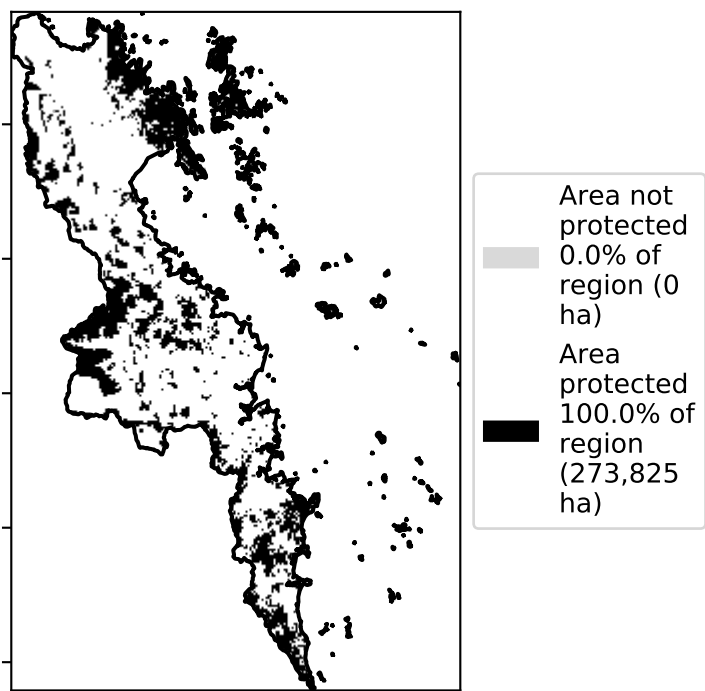 Area not
protected
0.0% of
region (0
ha)
Area
protected
100.0% of
region
(273,825
ha)